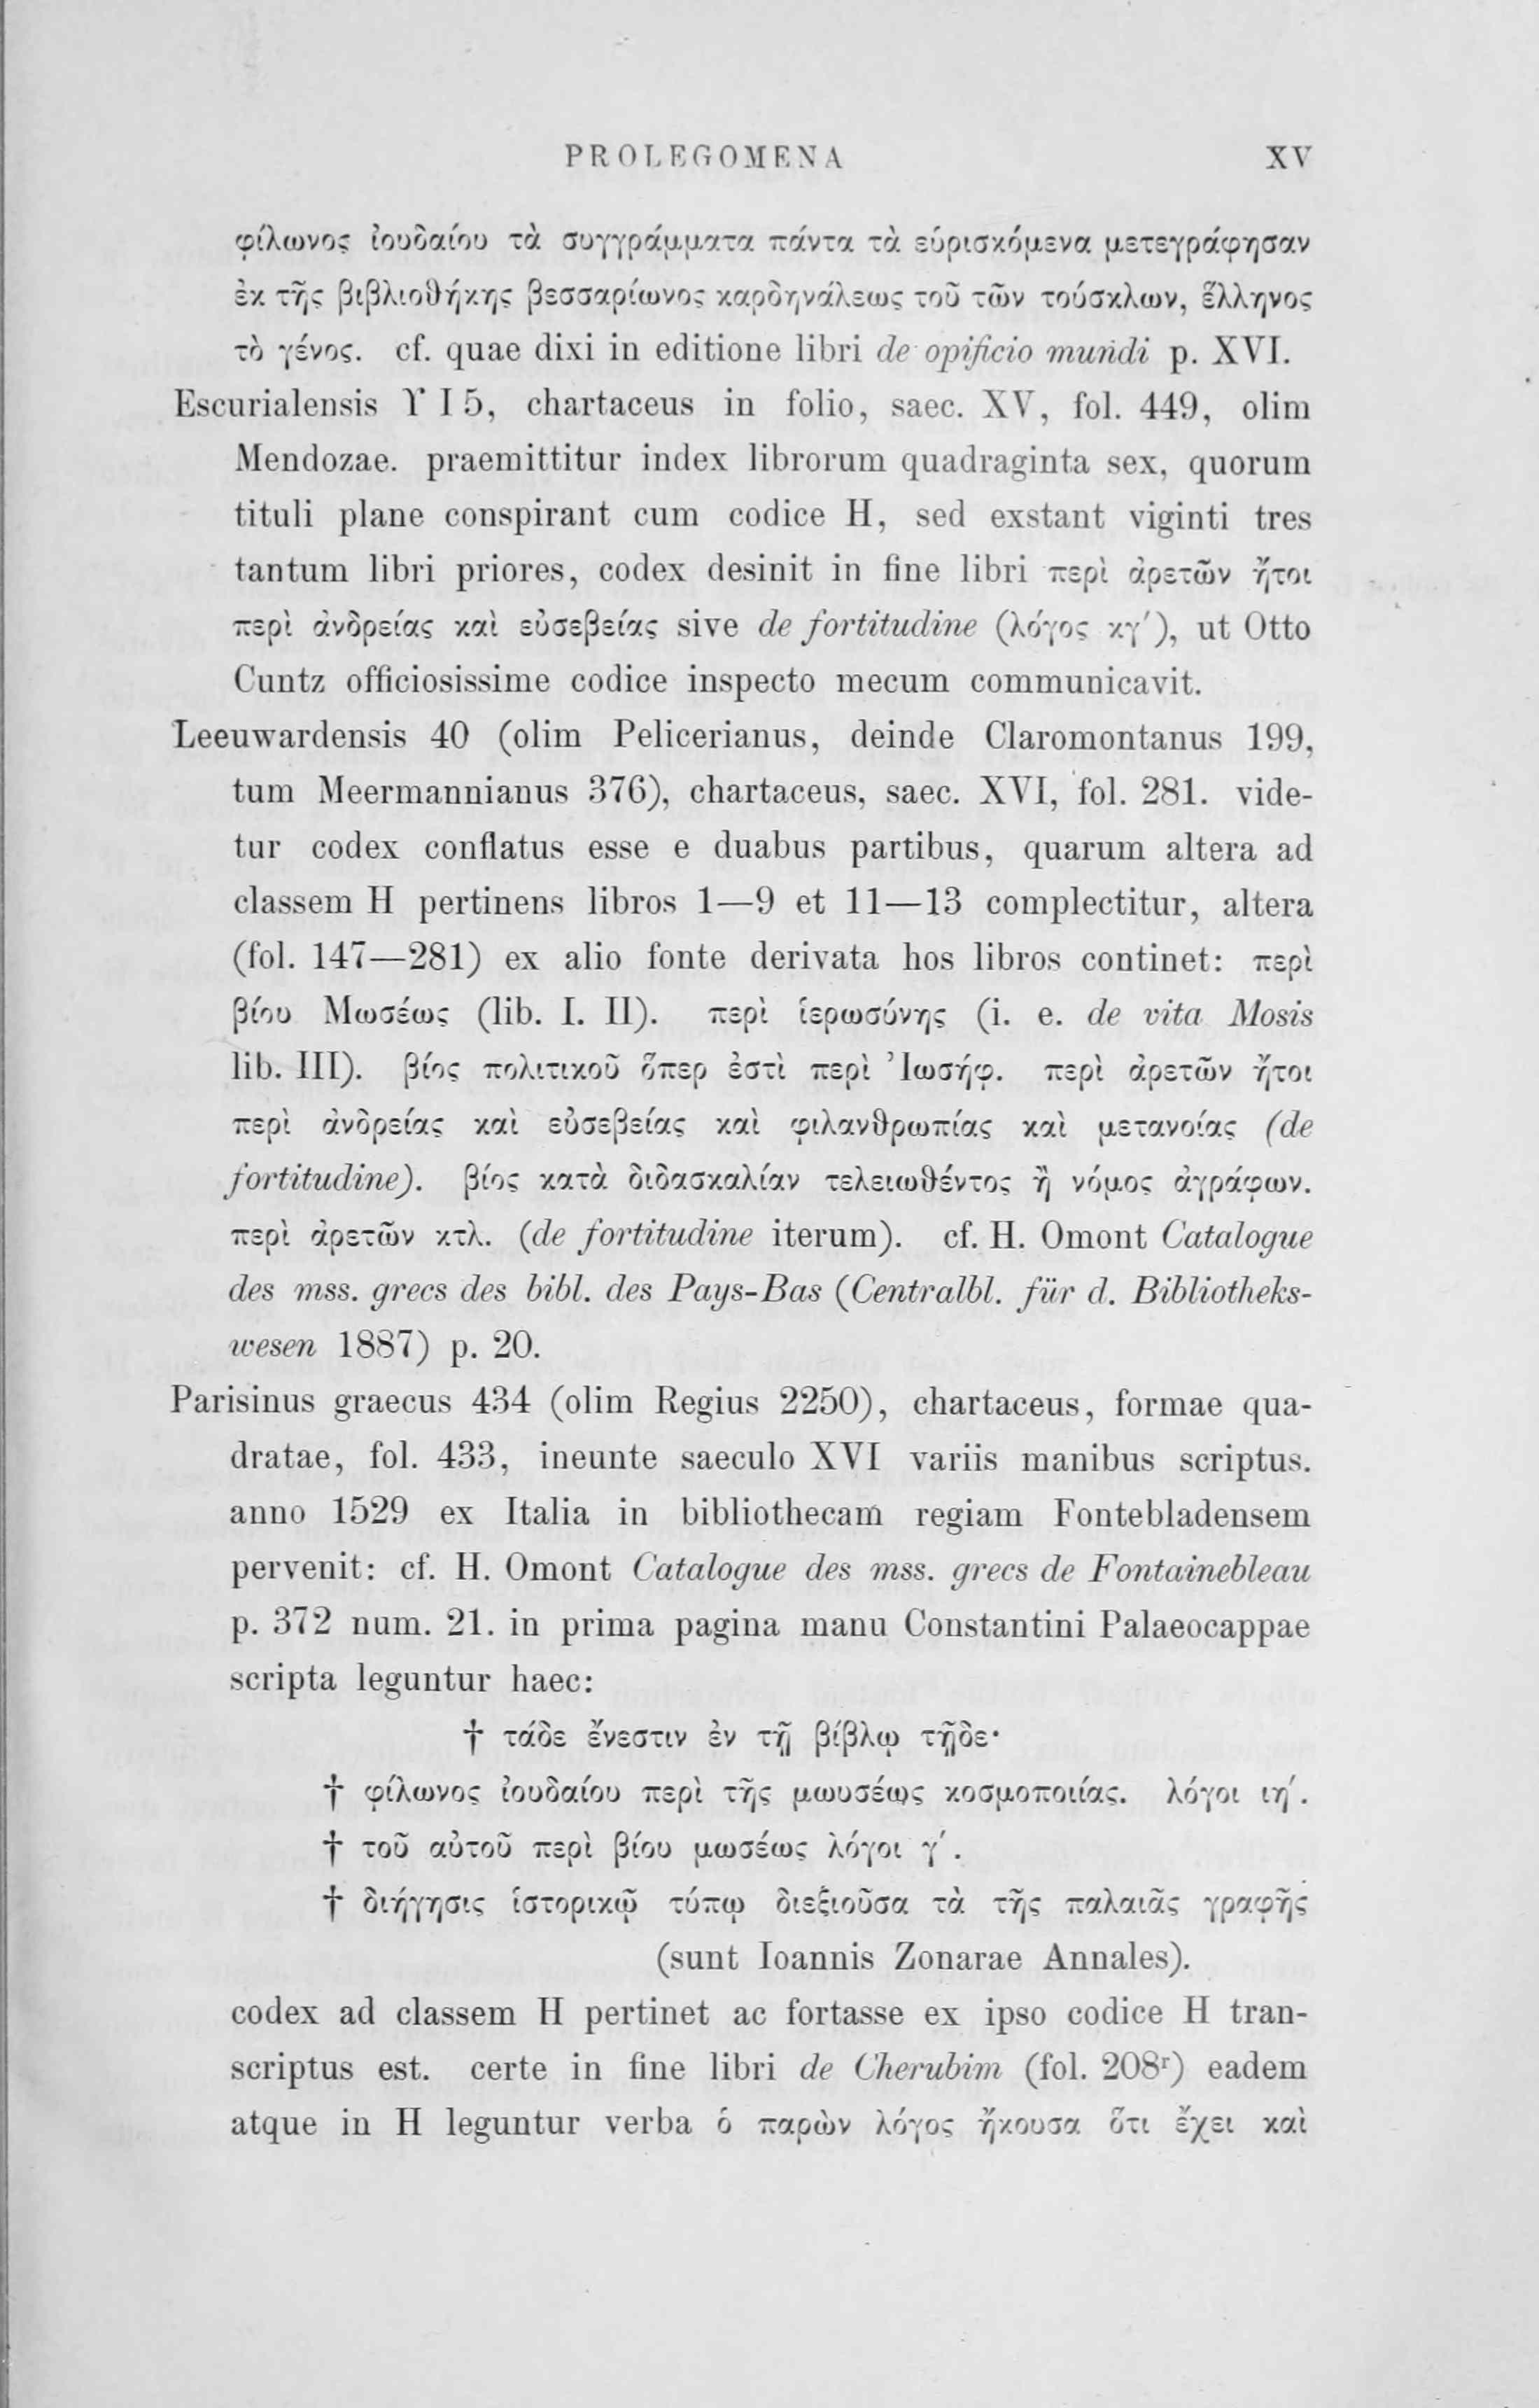 PROLEGOMENA XV
φίλωνος ἰουδαίου τὰ συγγράμματα πάντα τὰ εὑρισκόμενα μετεγράφησαν
ἐκ τῆς βιβλιοθήκης βεσσαρίωνος καρδηνάλεως τοῦ τῶν τούσκλων, ἕλληνος
τὸ γένος. cf. quae dixi in editione libri de opificio mundi p. XVI.
Escurialensis Υ I 5, chartaceus in folio, saec. XV, fol. 449, olim
Mendozae. praemittitur index librorum quadraginta sex, quorum
tituli plane conspirant cum codice H, sed exstant viginti tres
tantum libri priores, codex desinit in fine libri περὶ ἀρετῶν ἤτοι
περὶ ἀνδρείας καὶ εὐσεβείας sive de fortitudine (λόγος κγ′), ut Otto
Cuntz officiosissime codice inspecto mecum communicavit.
Leeuwardensis 40 (olim Pelicerianus, deinde Claromontanus 199,
tum Meermannianus 376), chartaceus, saec. XVI, fol. 281. vide-
tur codex conflatus esse e duabus partibus, quarum altera ad
classem H pertinens libros 1—9 et 11—13 complectitur, altera
(fol. 147—281) ex alio fonte derivata hos libros continet: περὶ
βίου Μωσέως (lib. I. II). περὶ ἱερωσύνης (i. e. de vita Mosis
lib. III). βίος πολιτικοῦ ὅπερ ἐστὶ περὶ Ἰωσήφ. περὶ ἀρετῶν ἤτοι
περὶ ἀνδρείας καὶ εὐσεβείας καὶ φιλανθρωπίας καὶ μετανοίας (de
fortitudine). βίος κατὰ διδασκαλίαν τελειωθέντος ἢ νόμος ἀγράφων.
περὶ ἀρετῶν κτλ. (de fortitudine iterum). cf. H. Omont Catalogue
des mss. grecs des bibl. des Pays-Bas (Centralbl. für d. Bibliotheks-
wesen 1887) p. 20.
Parisinus graecus 434 (olim Regius 2250), chartaceus, formae qua-
dratae, fol. 433, ineunte saeculo XVI variis manibus scriptus.
anno 1529 ex Italia in bibliothecam regiam Fontebladensem
pervenit: cf. H. Omont Catalogue des mss. grecs de Fontainebleau
p. 372 num. 21. in prima pagina manu Constantini Palaeocappae
scripta leguntur haec:
† τάδε ἔνεστιν ἐν τῇ βίβλῳ τῇδε·
† φίλωνος ἰουδαίου περὶ τῆς μωυσέως κοσμοποιίας. λόγοι ιη′.
† τοῦ αὐτοῦ περὶ βίου μωσέως λόγοι γ′.
† διήγησις ἱστορικῷ τύπῳ διεξιοῦσα τὰ τῆς παλαιᾶς γραφῆς
(sunt Ioannis Zonarae Annales).
codex ad classem H pertinet ac fortasse ex ipso codice H tran-
scriptus est. certe in fine libri de Cherubim (fol. 208ʳ) eadem
atque in H leguntur verba ὁ παρὼν λόγος ἤκουσα ὅτι ἔχει καὶ